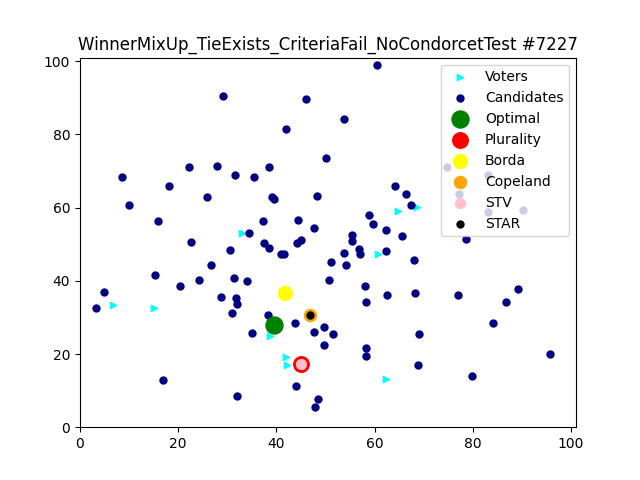 WinnerMixUp_TieExists_CriteriaFail_NoCondorcetTest #7227
100
80
60
40
20
0
0 20 40 60 80 100
Voters
Candidates
Optimal
Plurality
Borda
Copeland
STV
STAR